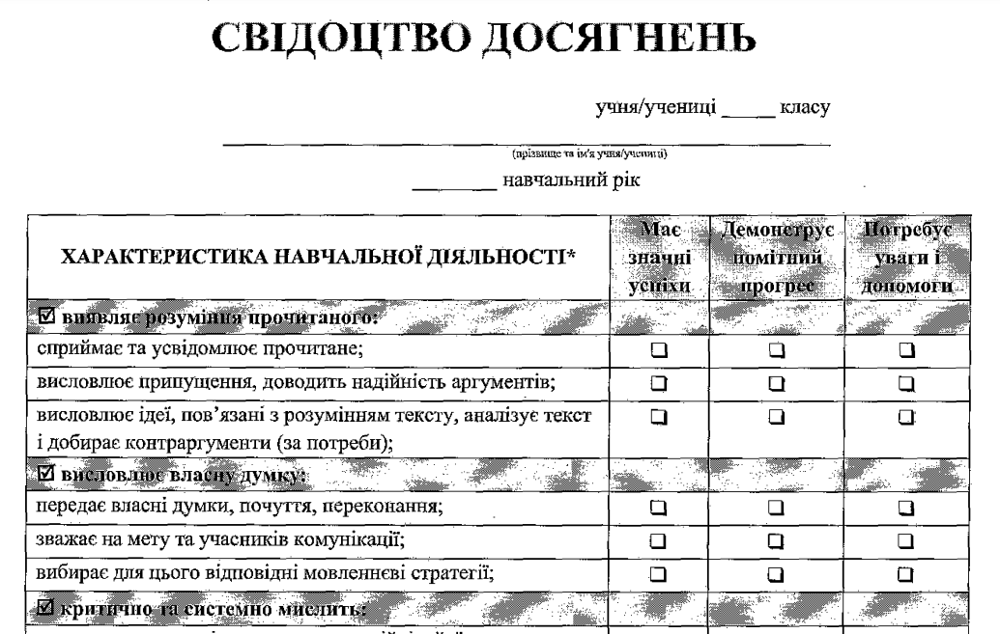 СВІДОЦТВО ДОСЯГНЕНЬ
учня/учениці _____ класу
(прізвище та ім'я учня/учениці)
________ навчальний рік
ХАРАКТЕРИСТИКА НАВЧАЛЬНОЇ ДІЯЛЬНОСТІ*
Має
значні
успіхи
Демонструє
помітний
прогрес
Потребує
уваги і
допомоги
☑ виявляє розуміння прочитаного:
сприймає та усвідомлює прочитане;
❏ ❏ ❏
висловлює припущення, доводить надійність аргументів;
❏ ❏ ❏
висловлює ідеї, пов’язані з розумінням тексту, аналізує текст
і добирає контраргументи (за потреби);
❏ ❏ ❏
☑ висловлює власну думку:
передає власні думки, почуття, переконання;
❏ ❏ ❏
зважає на мету та учасників комунікації;
❏ ❏ ❏
вибирає для цього відповідні мовленнєві стратегії;
❏ ❏ ❏
☑ критично та системно мислить: